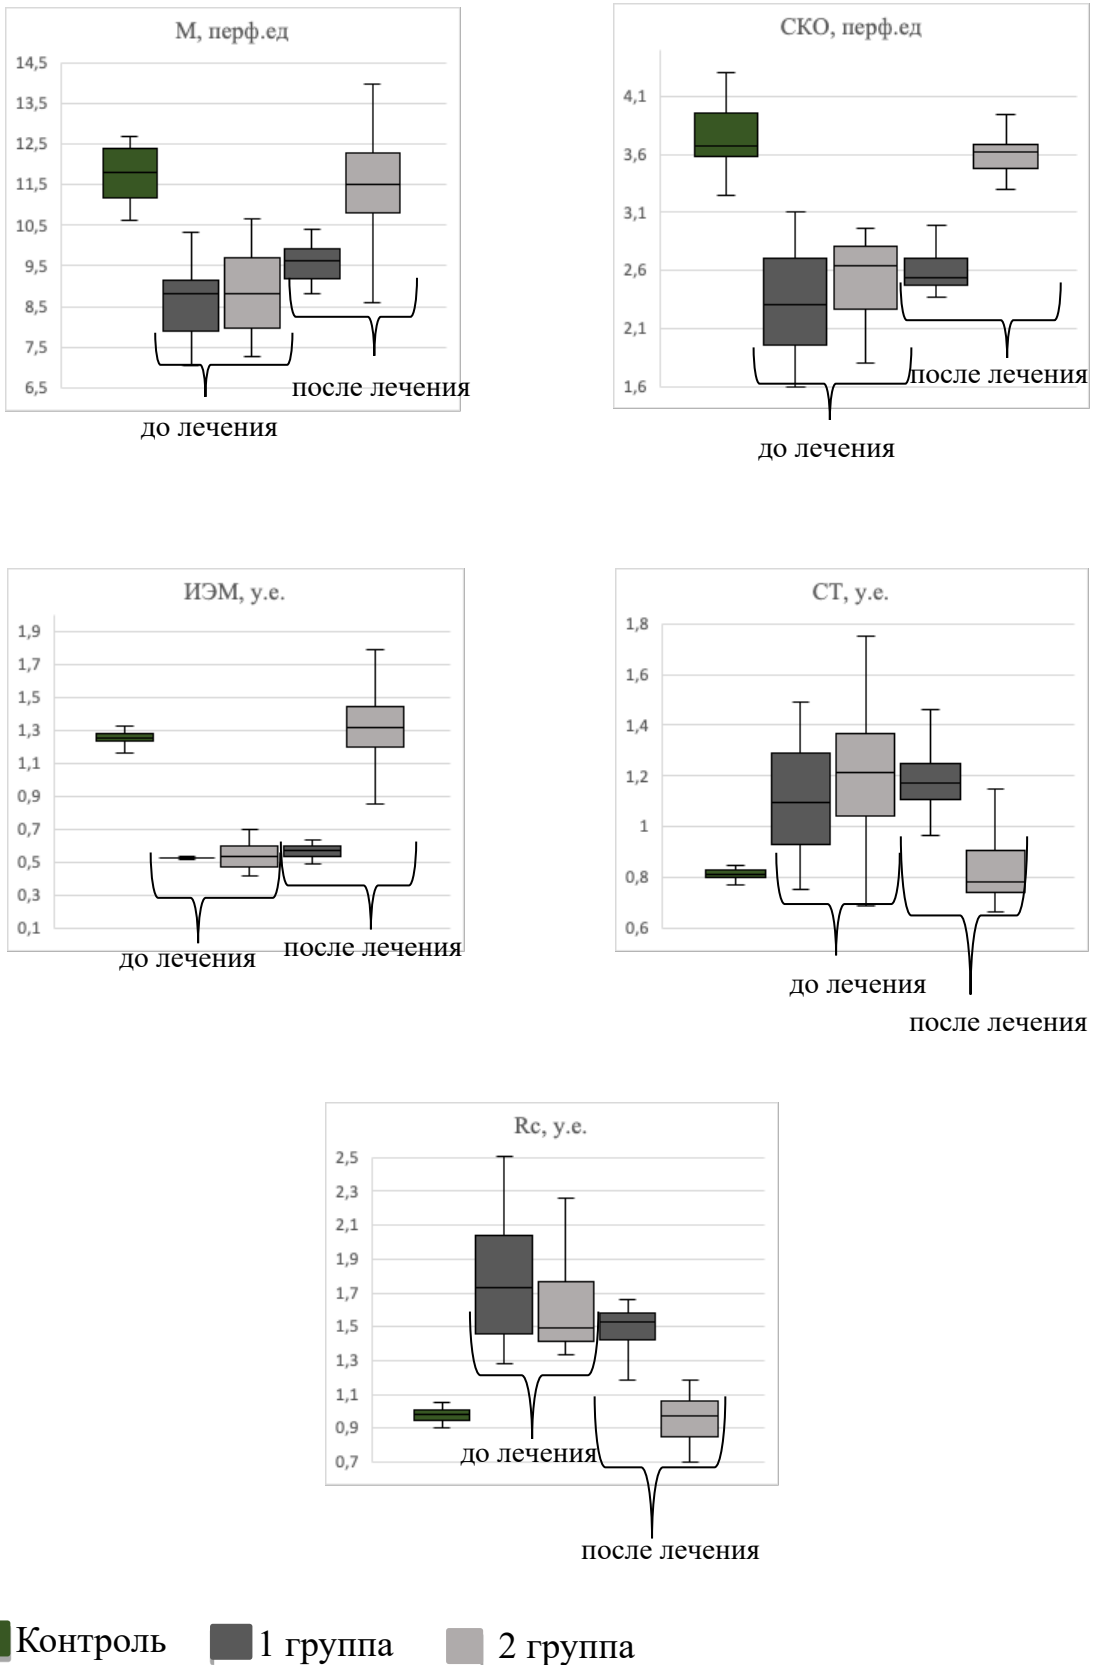 М, перф.ед
14,5
13,5
12,5
11,5
10,5
9,5
8,5
7,5
6,5
после лечения
до лечения
СКО, перф.ед
4,1
3,6
3,1
2,6
2,1
1,6
после лечения
до лечения
ИЭМ, у.е.
1,9
1,7
1,5
1,3
1,1
0,9
0,7
0,5
0,3
0,1
до лечения
после лечения
СТ, у.е.
1,8
1,6
1,4
1,2
1
0,8
0,6
до лечения
после лечения
Rc, у.е.
2,5
2,3
2,1
1,9
1,7
1,5
1,3
1,1
0,9
0,7
до лечения
после лечения
Контроль 1 группа 2 группа